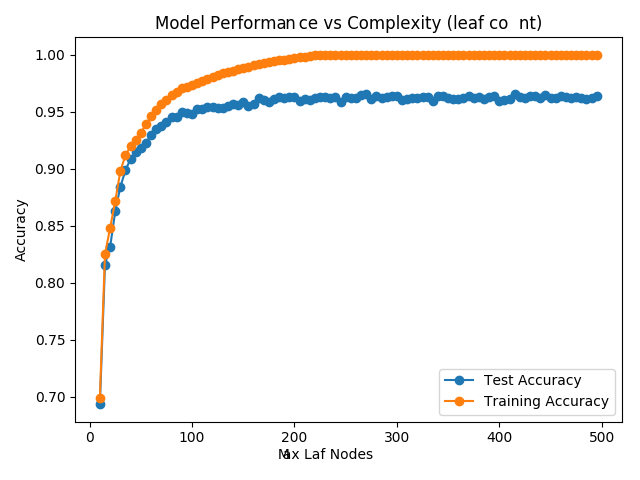 Model Performan ce vs Complexity (leaf co nt)
1.00
0.95
0.90
0.85
0.80
0.75
0.70
Accuracy
Test Accuracy
Training Accuracy
0 100 200 300 400 500
Max Laf Nodes